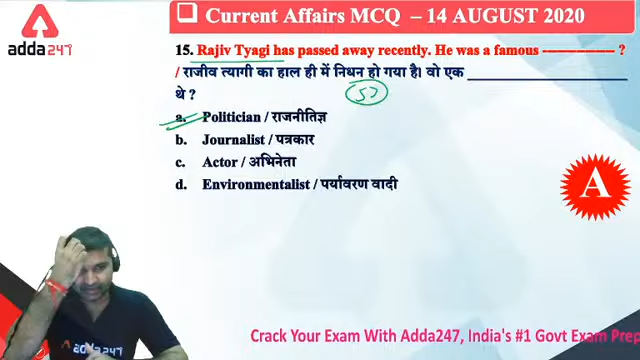 adda247
Current Affairs MCQ – 14 AUGUST 2020
15. Rajiv Tyagi has passed away recently. He was a famous -------------- ?
/ राजीव त्यागी का हाल ही में निधन हो गया है। वो एक ____________________
थे ?
a. Politician / राजनीतिज्ञ
b. Journalist / पत्रकार
c. Actor / अभिनेता
d. Environmentalist / पर्यावरण वादी
A
adda247
Crack Your Exam With Adda247, India's #1 Govt Exam Prep